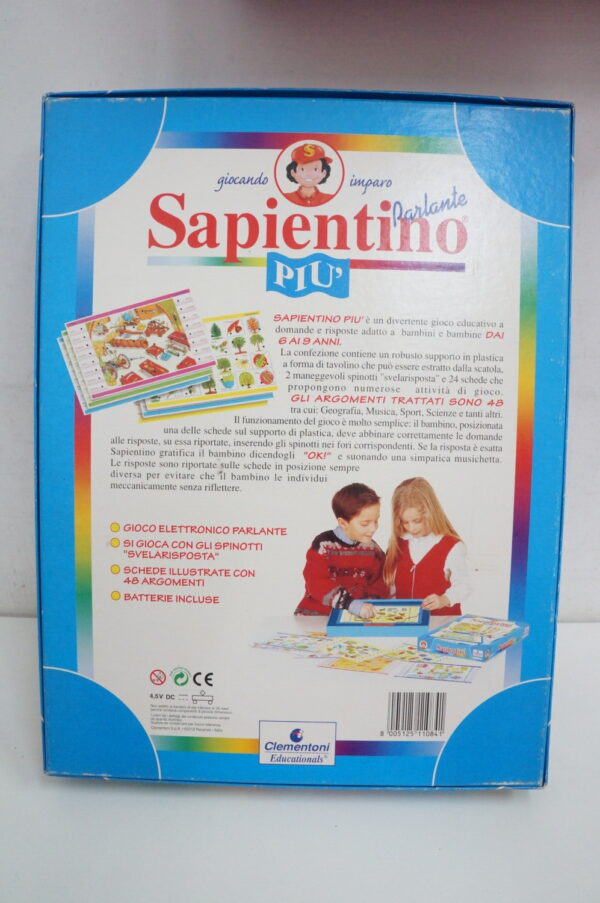 S
giocando imparo
Sapientino®
Parlante
PIU'
SAPIENTINO PIU' è un divertente gioco educativo a
domande e risposte adatto a bambini e bambine DAI
6 AI 9 ANNI.
La confezione contiene un robusto supporto in plastica
a forma di tavolino che può essere estratto dalla scatola,
2 maneggevoli spinotti "svelarisposta" e 24 schede che
propongono numerose attività di gioco.
GLI ARGOMENTI TRATTATI SONO 48
tra cui: Geografia, Musica, Sport, Scienze e tanti altri.
Il funzionamento del gioco è molto semplice: il bambino, posizionata
una delle schede sul supporto di plastica, deve abbinare correttamente le domande
alle risposte, su essa riportate, inserendo gli spinotti nei fori corrispondenti. Se la risposta è esatta
Sapientino gratifica il bambino dicendogli "OK!" e suonando una simpatica musichetta.
Le risposte sono riportate sulle schede in posizione sempre
diversa per evitare che il bambino le individui
meccanicamente senza riflettere.
GIOCO ELETTRONICO PARLANTE
SI GIOCA CON GLI SPINOTTI
"SVELARISPOSTA"
SCHEDE ILLUSTRATE CON
48 ARGOMENTI
BATTERIE INCLUSE
CE
4,5V DC
8 005125 110841
Clementoni
Educationals®